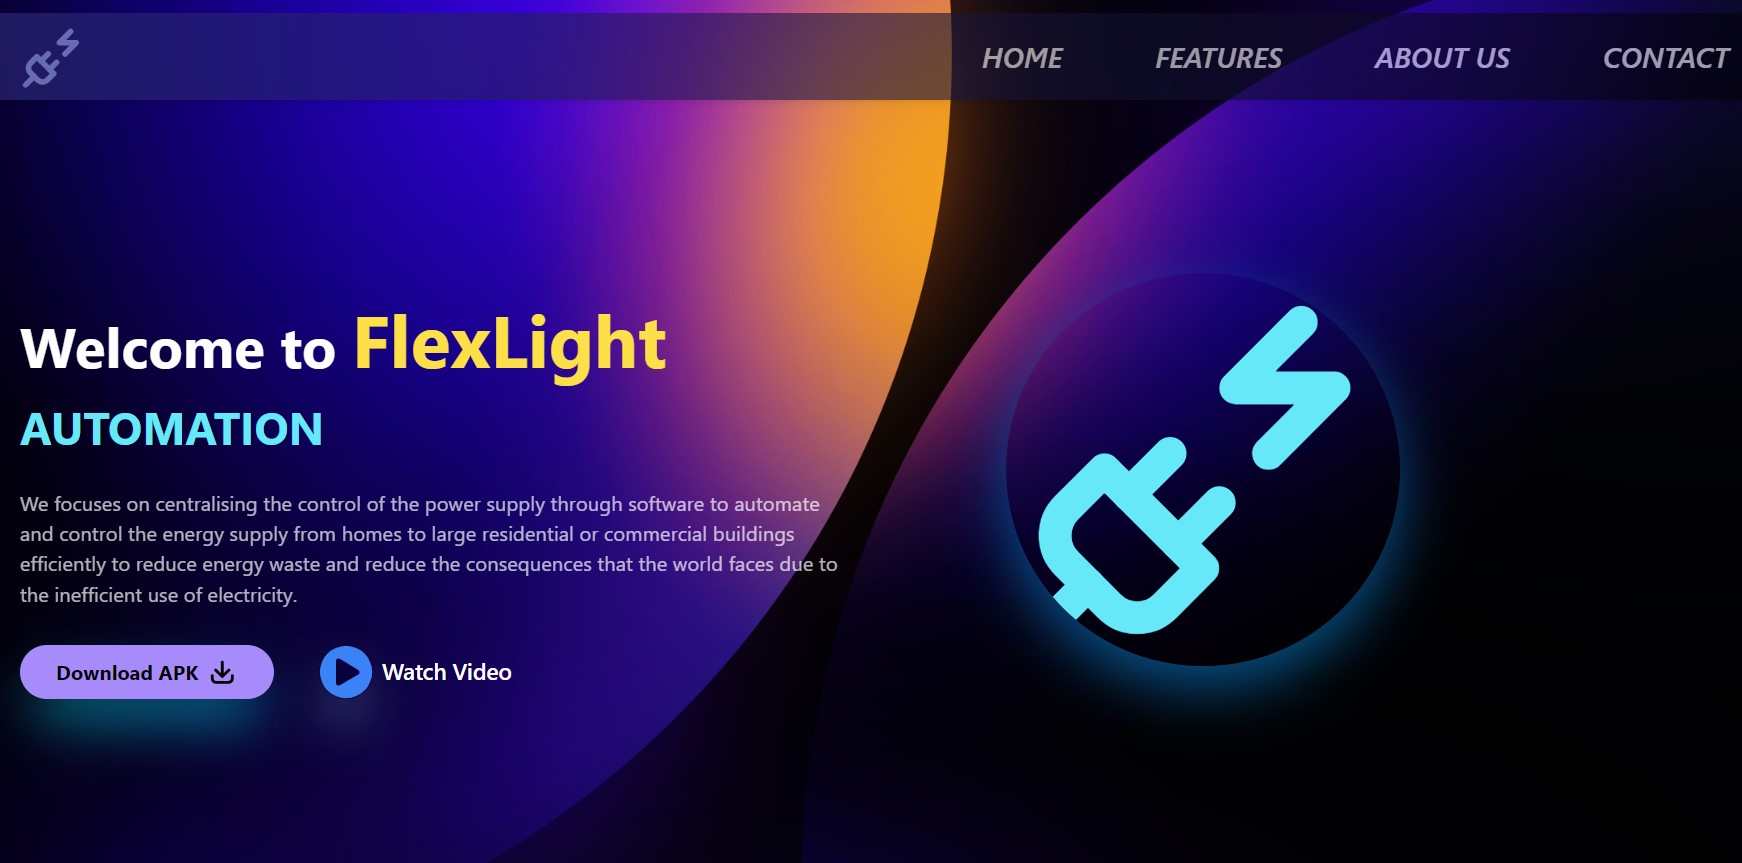 HOME FEATURES ABOUT US CONTACT
Welcome to FlexLight
AUTOMATION
We focuses on centralising the control of the power supply through software to automate
and control the energy supply from homes to large residential or commercial buildings
efficiently to reduce energy waste and reduce the consequences that the world faces due to
the inefficient use of electricity.
Download APK Watch Video